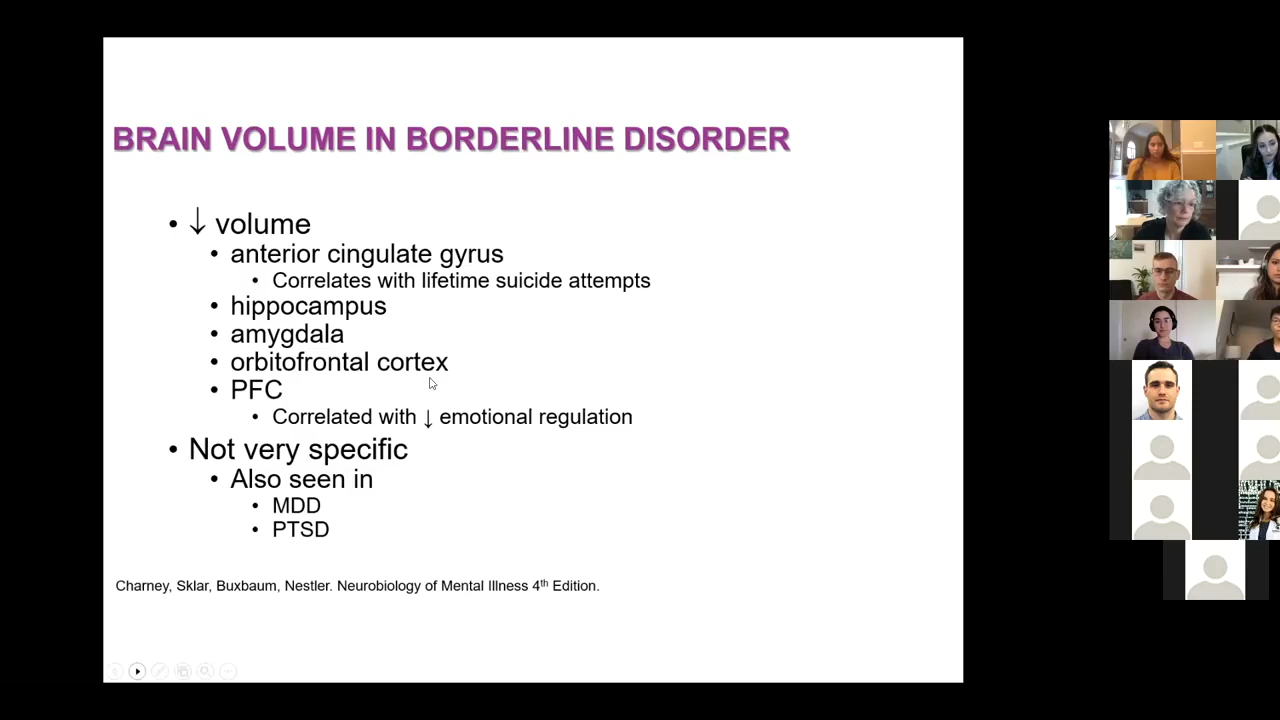 BRAIN VOLUME IN BORDERLINE DISORDER
• ↓ volume
• anterior cingulate gyrus
• Correlates with lifetime suicide attempts
• hippocampus
• amygdala
• orbitofrontal cortex
• PFC
• Correlated with ↓ emotional regulation
• Not very specific
• Also seen in
• MDD
• PTSD
Charney, Sklar, Buxbaum, Nestler. Neurobiology of Mental Illness 4th Edition.